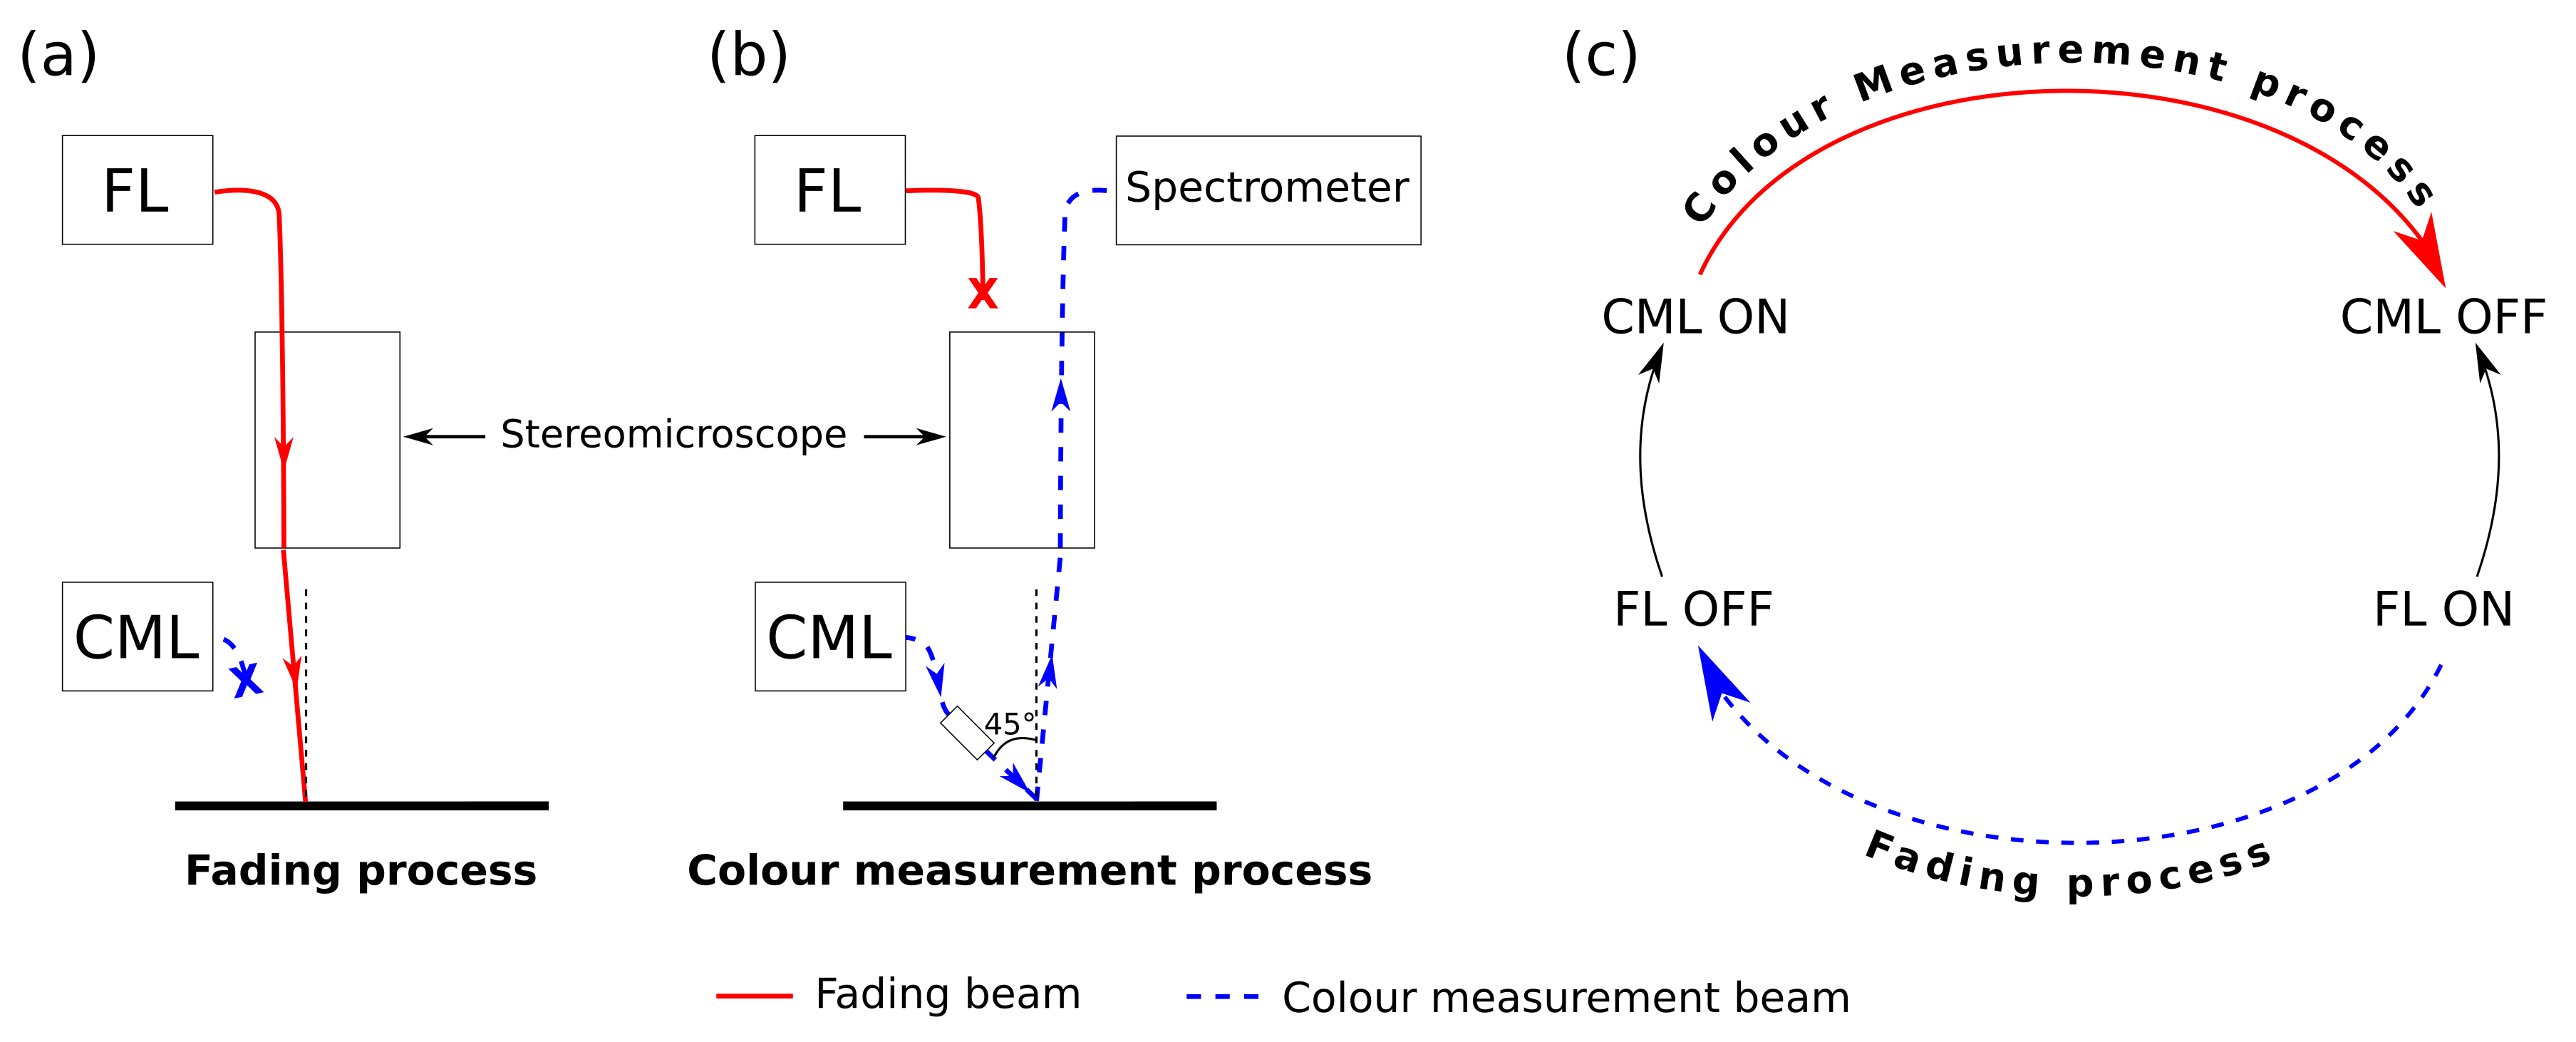 (a)
(b)
(c)
Colour Measurement process
FL
FL
Spectrometer
X
CML ON
CML OFF
Stereomicroscope
CML
CML
FL OFF
FL ON
X
45°
Fading process
Colour measurement process
Fading process
Fading beam
Colour measurement beam